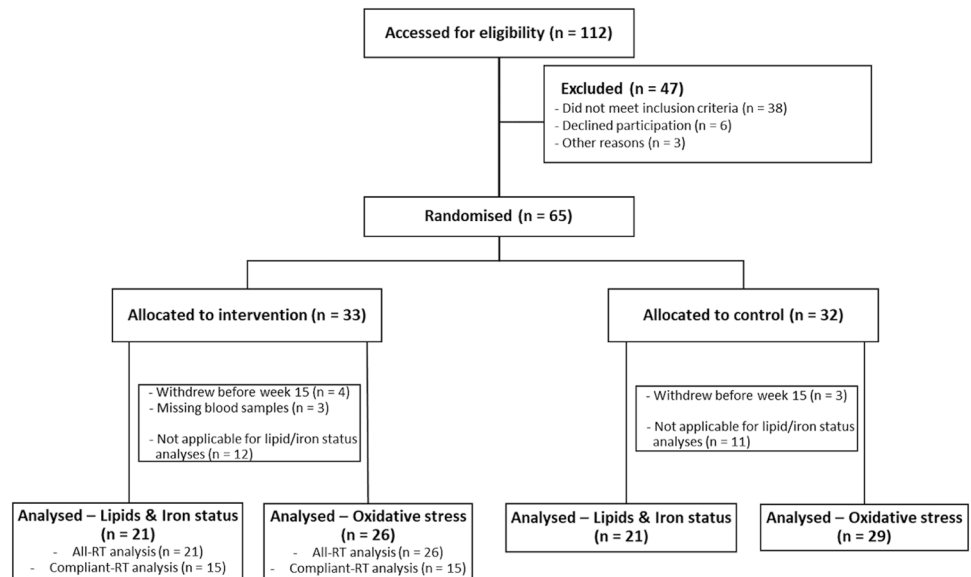 Accessed for eligibility (n = 112)
Excluded (n = 47)
- Did not meet inclusion criteria (n = 38)
- Declined participation (n = 6)
- Other reasons (n = 3)
Randomised (n = 65)
Allocated to intervention (n = 33)
Allocated to control (n = 32)
- Withdrew before week 15 (n = 4)
- Missing blood samples (n = 3)
- Not applicable for lipid/iron status
analyses (n = 12)
- Withdrew before week 15 (n = 3)
- Not applicable for lipid/iron status
analyses (n = 11)
Analysed – Lipids & Iron status
(n = 21)
- All-RT analysis (n = 21)
- Compliant-RT analysis (n = 15)
Analysed – Oxidative stress
(n = 26)
- All-RT analysis (n = 26)
- Compliant-RT analysis (n = 15)
Analysed – Lipids & Iron status
(n = 21)
Analysed – Oxidative stress
(n = 29)